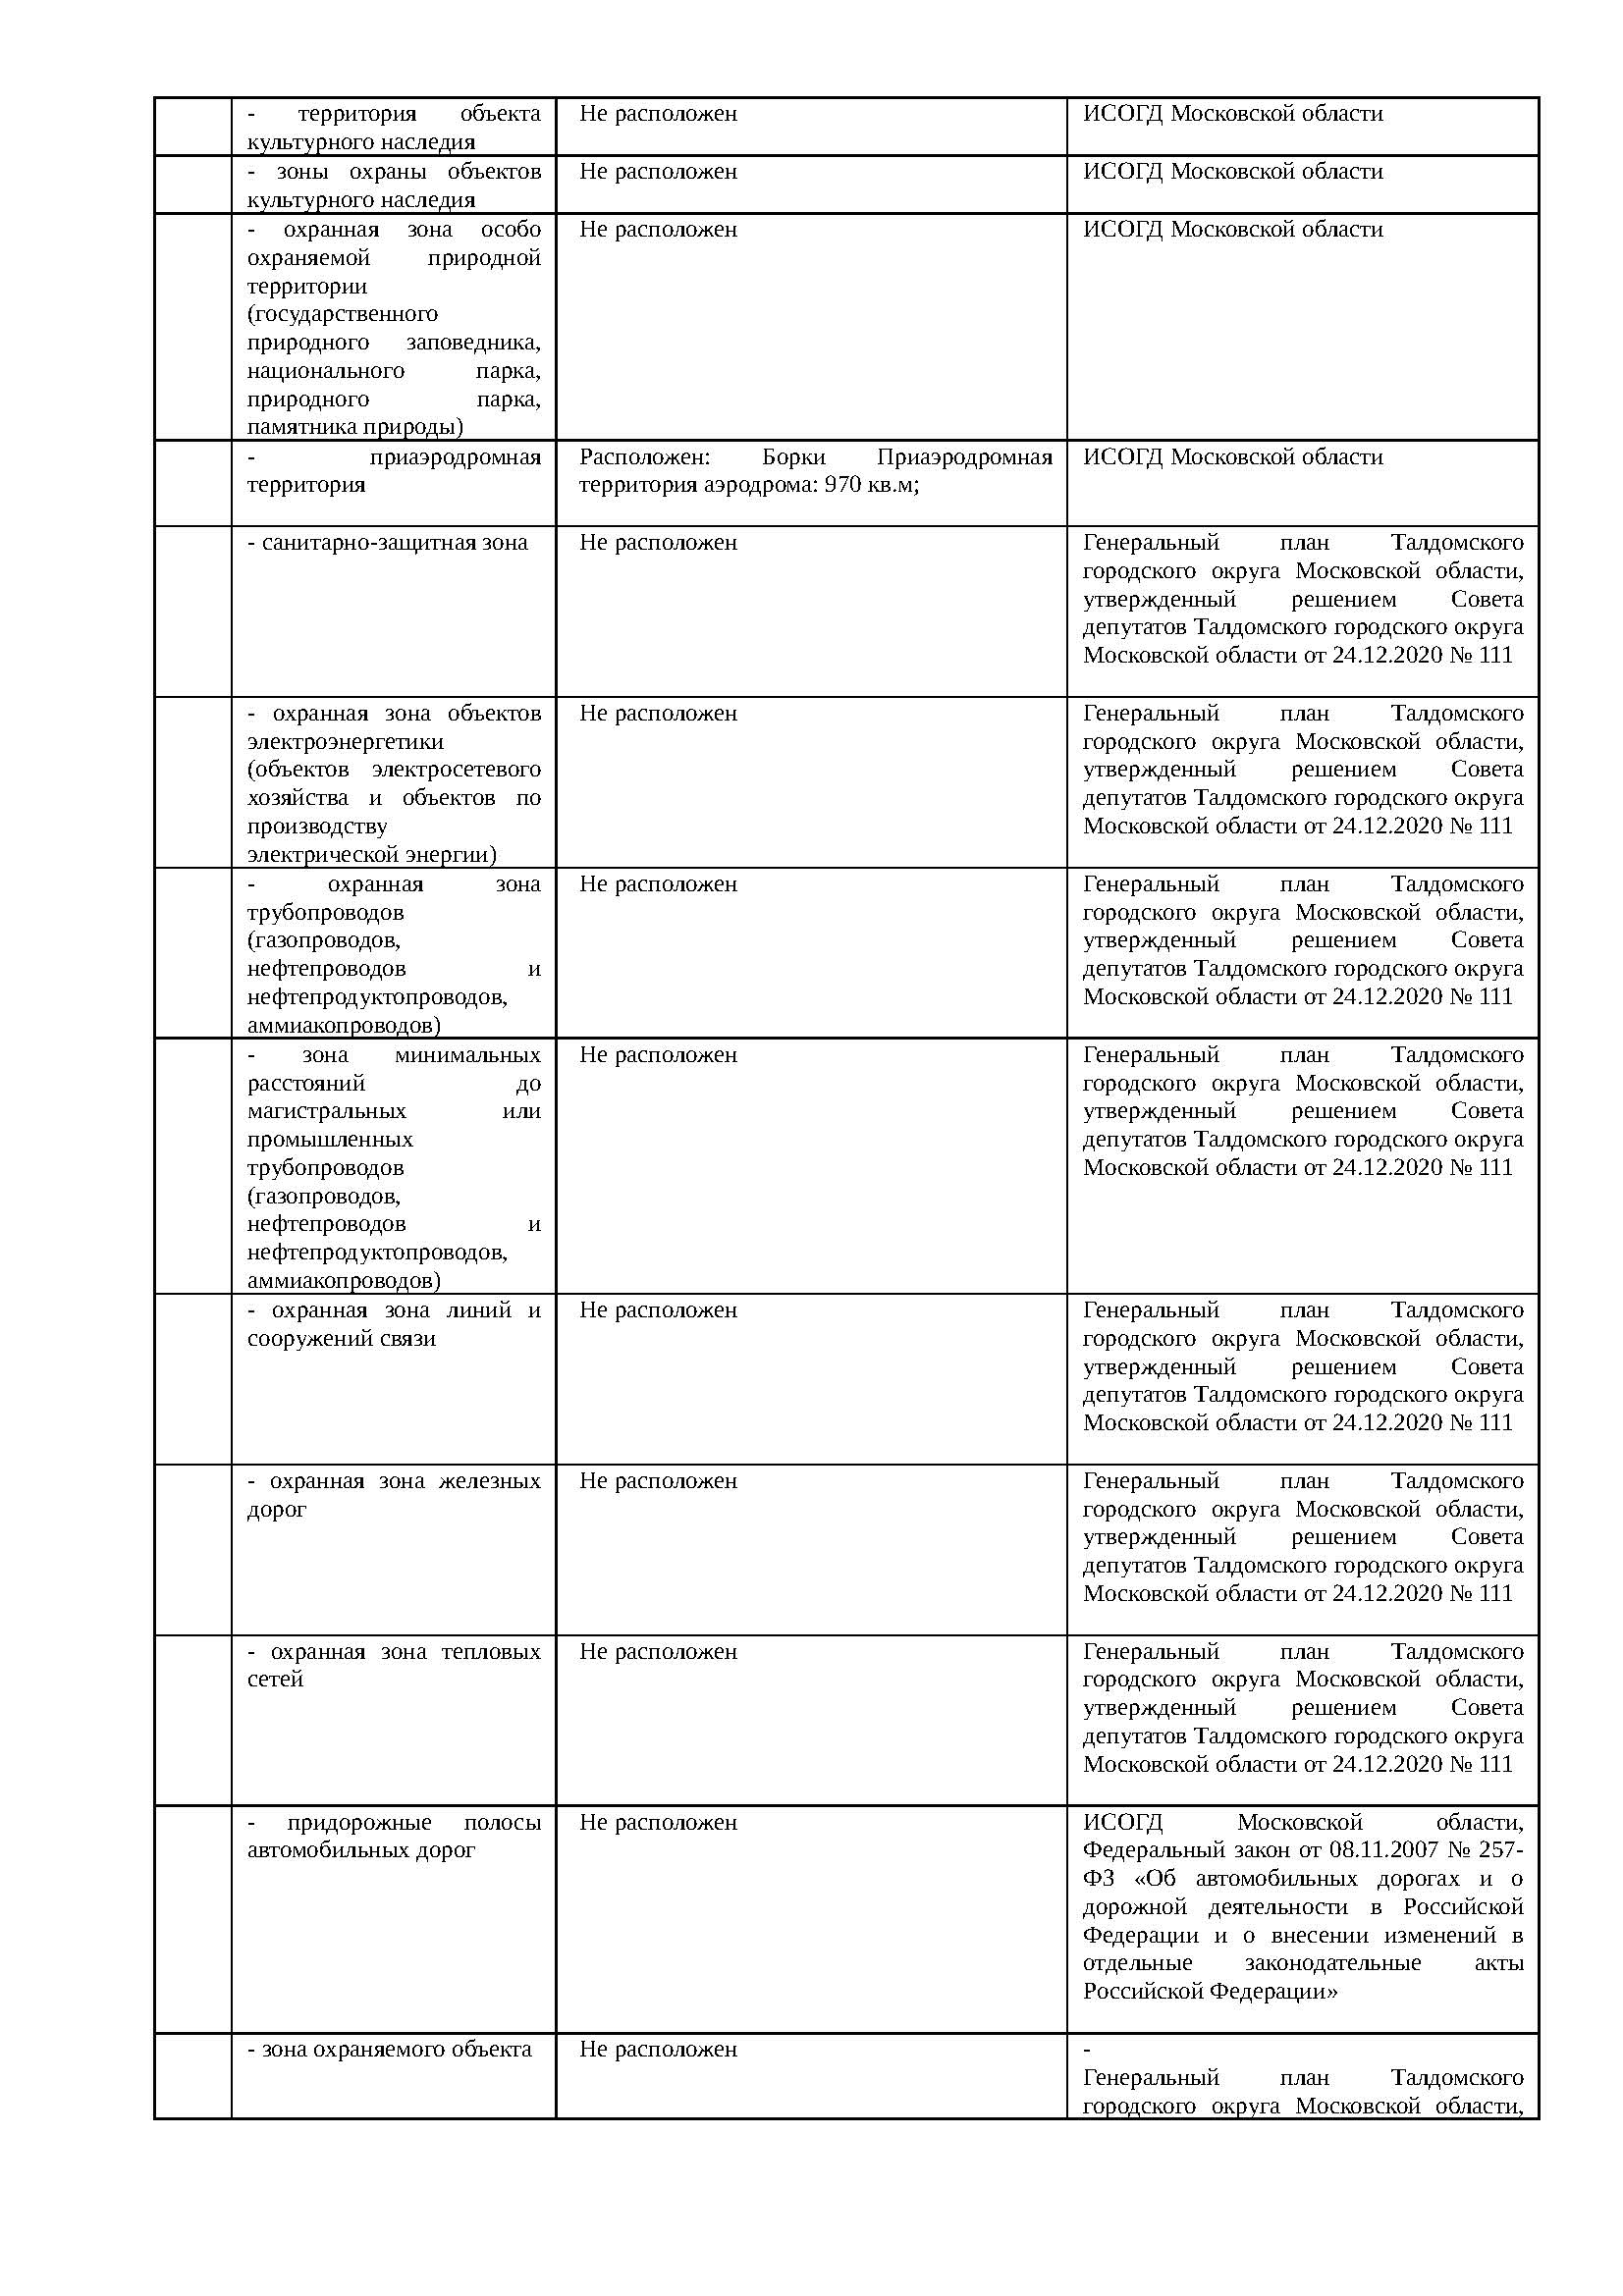 - территория объекта
культурного наследия
Не расположен
ИСОГД Московской области
- зоны охраны объектов
культурного наследия
Не расположен
ИСОГД Московской области
- охранная зона особо
охраняемой природной
территории
(государственного
природного заповедника,
национального парка,
природного парка,
памятника природы)
Не расположен
ИСОГД Московской области
- приаэродромная
территория
Расположен: Борки Приаэродромная
территория аэродрома: 970 кв.м;
ИСОГД Московской области
- санитарно-защитная зона
Не расположен
Генеральный план Талдомского
городского округа Московской области,
утвержденный решением Совета
депутатов Талдомского городского округа
Московской области от 24.12.2020 № 111
- охранная зона объектов
электроэнергетики
(объектов электросетевого
хозяйства и объектов по
производству
электрической энергии)
Не расположен
Генеральный план Талдомского
городского округа Московской области,
утвержденный решением Совета
депутатов Талдомского городского округа
Московской области от 24.12.2020 № 111
- охранная зона
трубопроводов
(газопроводов,
нефтепроводов и
нефтепродуктопроводов,
аммиакопроводов)
Не расположен
Генеральный план Талдомского
городского округа Московской области,
утвержденный решением Совета
депутатов Талдомского городского округа
Московской области от 24.12.2020 № 111
- зона минимальных
расстояний до
магистральных или
промышленных
трубопроводов
(газопроводов,
нефтепроводов и
нефтепродуктопроводов,
аммиакопроводов)
Не расположен
Генеральный план Талдомского
городского округа Московской области,
утвержденный решением Совета
депутатов Талдомского городского округа
Московской области от 24.12.2020 № 111
- охранная зона линий и
сооружений связи
Не расположен
Генеральный план Талдомского
городского округа Московской области,
утвержденный решением Совета
депутатов Талдомского городского округа
Московской области от 24.12.2020 № 111
- охранная зона железных
дорог
Не расположен
Генеральный план Талдомского
городского округа Московской области,
утвержденный решением Совета
депутатов Талдомского городского округа
Московской области от 24.12.2020 № 111
- охранная зона тепловых
сетей
Не расположен
Генеральный план Талдомского
городского округа Московской области,
утвержденный решением Совета
депутатов Талдомского городского округа
Московской области от 24.12.2020 № 111
- придорожные полосы
автомобильных дорог
Не расположен
ИСОГД Московской области,
Федеральный закон от 08.11.2007 № 257-
ФЗ «Об автомобильных дорогах и о
дорожной деятельности в Российской
Федерации и о внесении изменений в
отдельные законодательные акты
Российской Федерации»
- зона охраняемого объекта
Не расположен
-
Генеральный план Талдомского
городского округа Московской области,